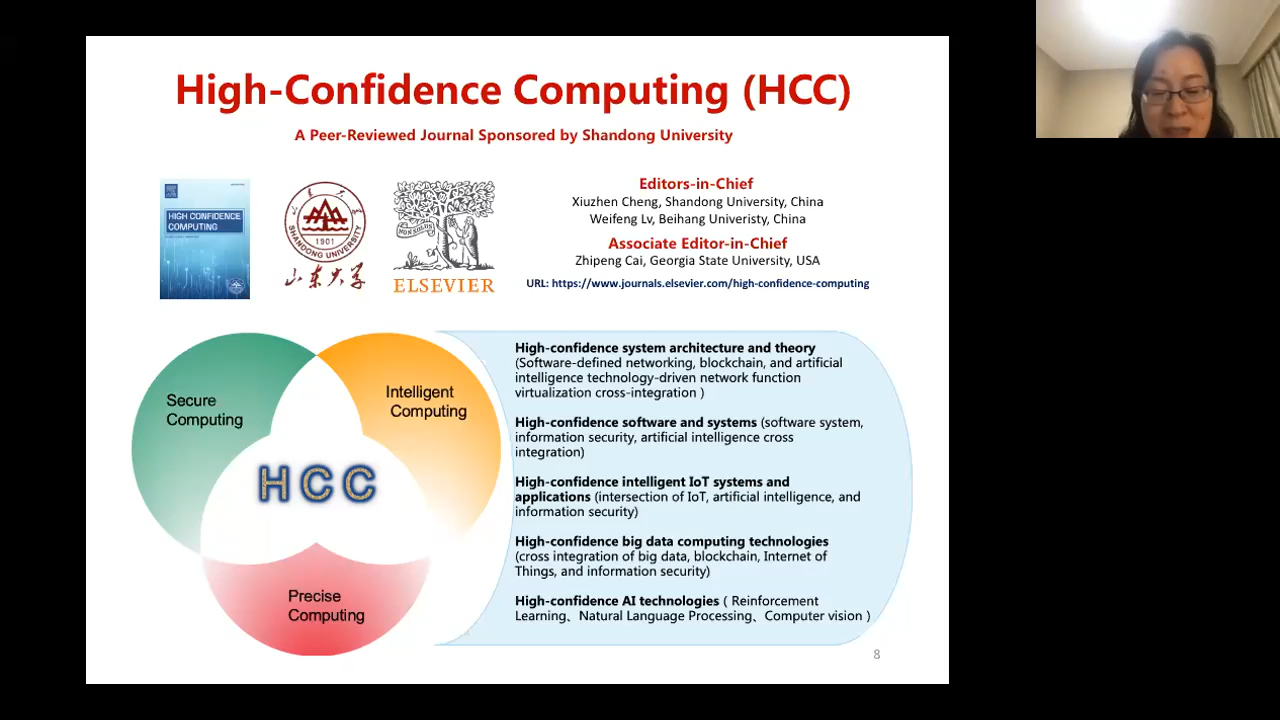 High-Confidence Computing (HCC)
A Peer-Reviewed Journal Sponsored by Shandong University
HIGH CONFIDENCE
COMPUTING
SHANDONG UNIVERSITY
1901
山东大学
NON SOLUS
ELSEVIER
Editors-in-Chief
Xiuzhen Cheng, Shandong University, China
Weifeng Lv, Beihang Univeristy, China
Associate Editor-in-Chief
Zhipeng Cai, Georgia State University, USA
URL: https://www.journals.elsevier.com/high-confidence-computing
Secure
Computing
Intelligent
Computing
HCC
Precise
Computing
High-confidence system architecture and theory
(Software-defined networking, blockchain, and artificial
intelligence technology-driven network function
virtualization cross-integration )
High-confidence software and systems (software system,
information security, artificial intelligence cross
integration)
High-confidence intelligent IoT systems and
applications (intersection of IoT, artificial intelligence, and
information security)
High-confidence big data computing technologies
(cross integration of big data, blockchain, Internet of
Things, and information security)
High-confidence AI technologies ( Reinforcement
Learning、Natural Language Processing、Computer vision )
8